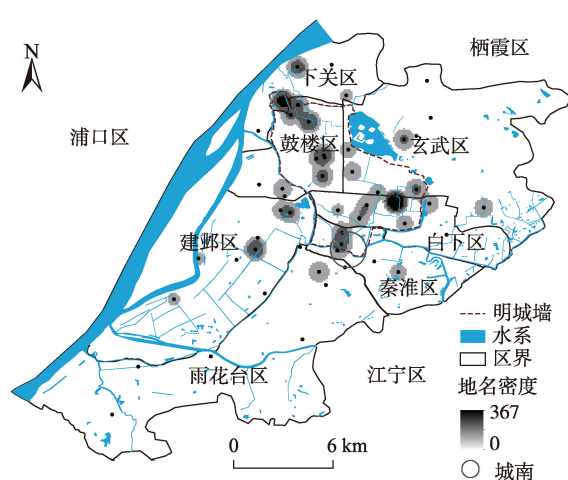 N
栖霞区
下关区
浦口区
鼓楼区
玄武区
建邺区
白下区
秦淮区
明城墙
水系
区界
雨花台区
江宁区
地名密度
367
0
0 6 km
城南